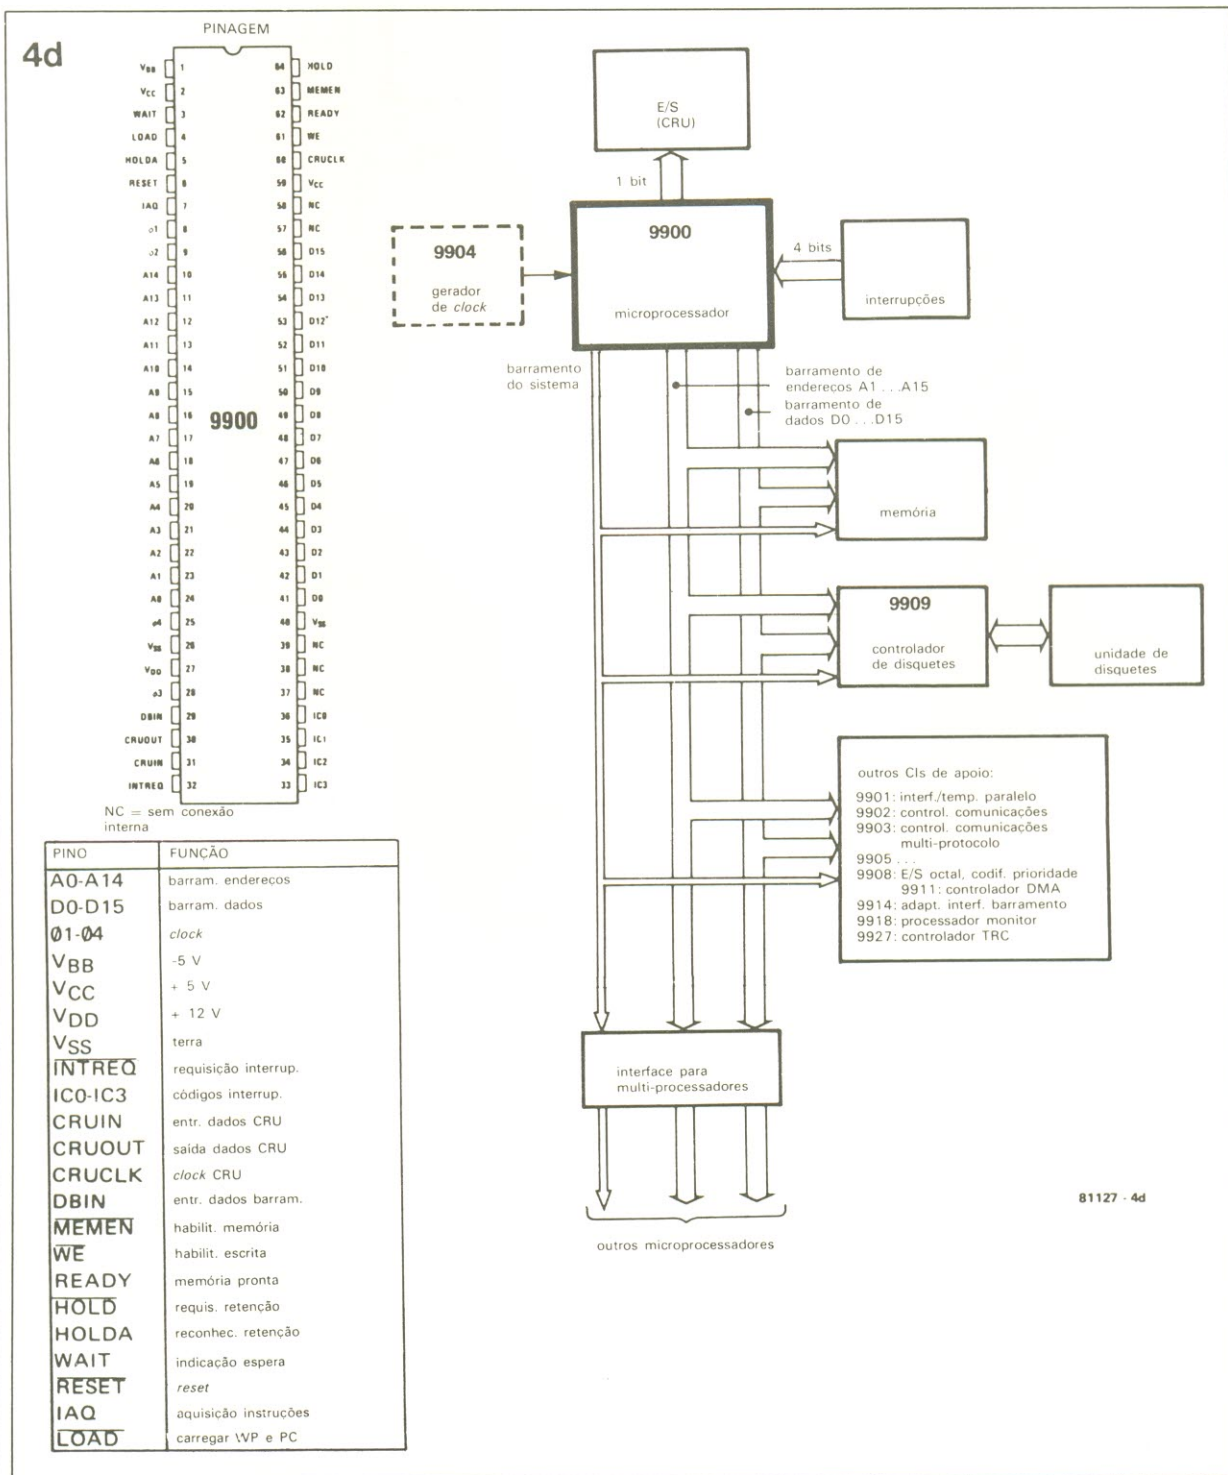 4d
PINAGEM
VBB 1 64 HOLD
VCC 2 63 MEMEN
WAIT 3 62 READY
LOAD 4 61 WE
HOLDA 5 60 CRUCLK
RESET 6 59 VCC
IAQ 7 58 NC
ø1 8 57 NC
ø2 9 56 D15
A14 10 55 D14
A13 11 54 D13
A12 12 53 D12
A11 13 52 D11
A10 14 51 D10
A9 15 50 D9
A8 16 49 D8
A7 17 48 D7
A6 18 47 D6
A5 19 46 D5
A4 20 45 D4
A3 21 44 D3
A2 22 43 D2
A1 23 42 D1
A0 24 41 D0
ø4 25 40 VSS
VSS 26 39 NC
VDD 27 38 NC
ø3 28 37 NC
DBIN 29 36 IC0
CRUOUT 30 35 IC1
CRUIN 31 34 IC2
INTREQ 32 33 IC3
9900
NC = sem conexão
interna
PINO FUNÇÃO
A0-A14 barram. endereços
D0-D15 barram. dados
Ø1-Ø4 clock
VBB -5 V
VCC + 5 V
VDD + 12 V
VSS terra
INTREQ requisição interrup.
IC0-IC3 códigos interrup.
CRUIN entr. dados CRU
CRUOUT saída dados CRU
CRUCLK clock CRU
DBIN entr. dados barram.
MEMEN habilit. memória
WE habilit. escrita
READY memória pronta
HOLD requis. retenção
HOLDA reconhec. retenção
WAIT indicação espera
RESET reset
IAQ aquisição instruções
LOAD carregar WP e PC
E/S
(CRU)
1 bit
9904
gerador
de clock
9900
microprocessador
4 bits
interrupções
barramento
do sistema
barramento de
endereços A1 . . . A15
barramento de
dados D0 . . . D15
memória
9909
controlador
de disquetes
unidade de
disquetes
outros CIs de apoio:
9901: interf./temp. paralelo
9902: control. comunicações
9903: control. comunicações
multi-protocolo
9905 . . .
9908: E/S octal, codif. prioridade
9911: controlador DMA
9914: adapt. interf. barramento
9918: processador monitor
9927: controlador TRC
interface para
multi-processadores
outros microprocessadores
81127 - 4d